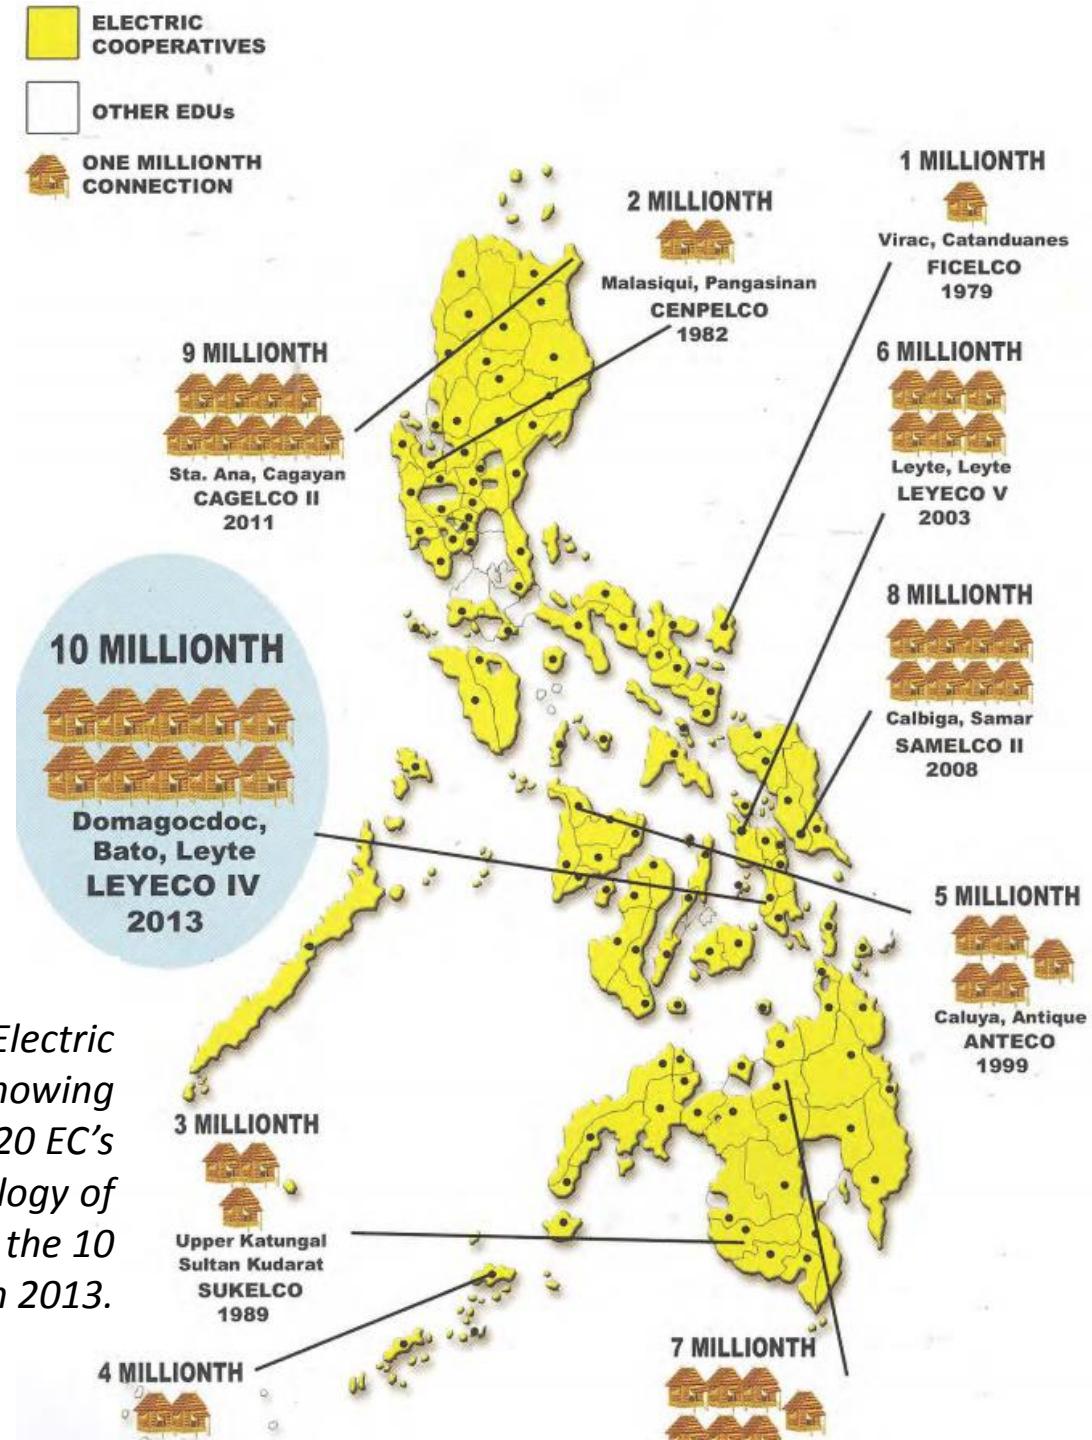 ELECTRIC
COOPERATIVES
OTHER EDUs
ONE MILLIONTH
CONNECTION
1 MILLIONTH
Virac, Catanduanes
FICELCO
1979
2 MILLIONTH
Malasiqui, Pangasinan
CENPELCO
1982
9 MILLIONTH
Sta. Ana, Cagayan
CAGELCO II
2011
6 MILLIONTH
Leyte, Leyte
LEYECO V
2003
8 MILLIONTH
Calbiga, Samar
SAMELCO II
2008
10 MILLIONTH
Domagocdoc,
Bato, Leyte
LEYECO IV
2013
5 MILLIONTH
Caluya, Antique
ANTECO
1999
Electric
howing
20 EC's
logy of
the 10
2013.
3 MILLIONTH
Upper Katungal
Sultan Kudarat
SUKELCO
1989
4 MILLIONTH
7 MILLIONTH